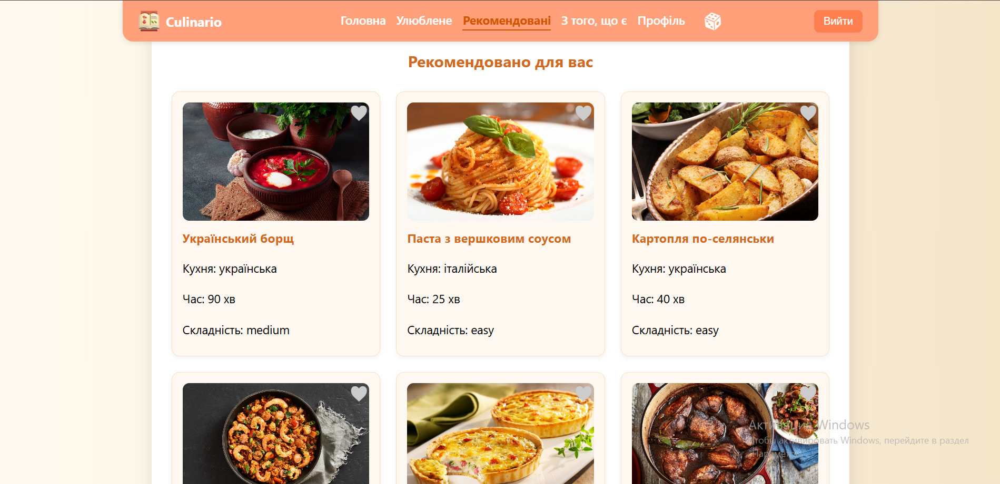 Culinario
Головна Улюблене Рекомендовані З того, що є Профіль
Вийти
Рекомендовано для вас
Український борщ
Кухня: українська
Час: 90 хв
Складність: medium
Паста з вершковим соусом
Кухня: італійська
Час: 25 хв
Складність: easy
Картопля по-селянськи
Кухня: українська
Час: 40 хв
Складність: easy
Активация Windows
Чтобы активировать Windows, перейдите в раздел
"Параметры".